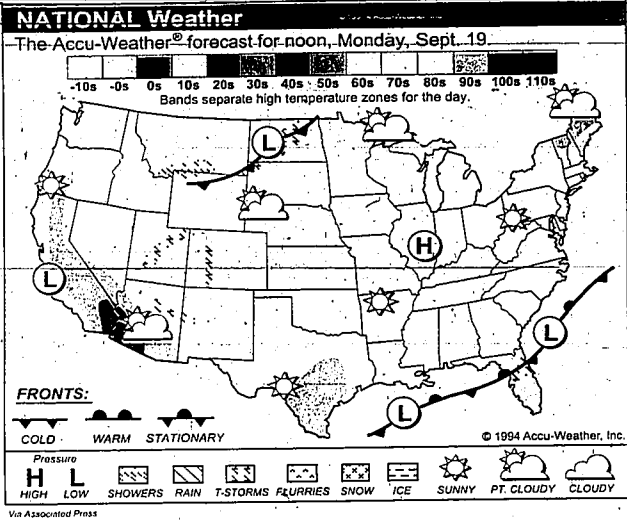 NATIONAL Weather
The Accu-Weather® forecast for noon, Monday, Sept. 19.
-10s -0s 0s 10s 20s 30s 40s 50s 60s 70s 80s 90s 100s 110s
Bands separate high temperature zones for the day.
L
H
L
L
L
FRONTS:
COLD WARM STATIONARY
© 1994 Accu-Weather, Inc.
Pressure
H L
HIGH LOW SHOWERS RAIN T-STORMS FLURRIES SNOW ICE SUNNY PT. CLOUDY CLOUDY
Via Associated Press